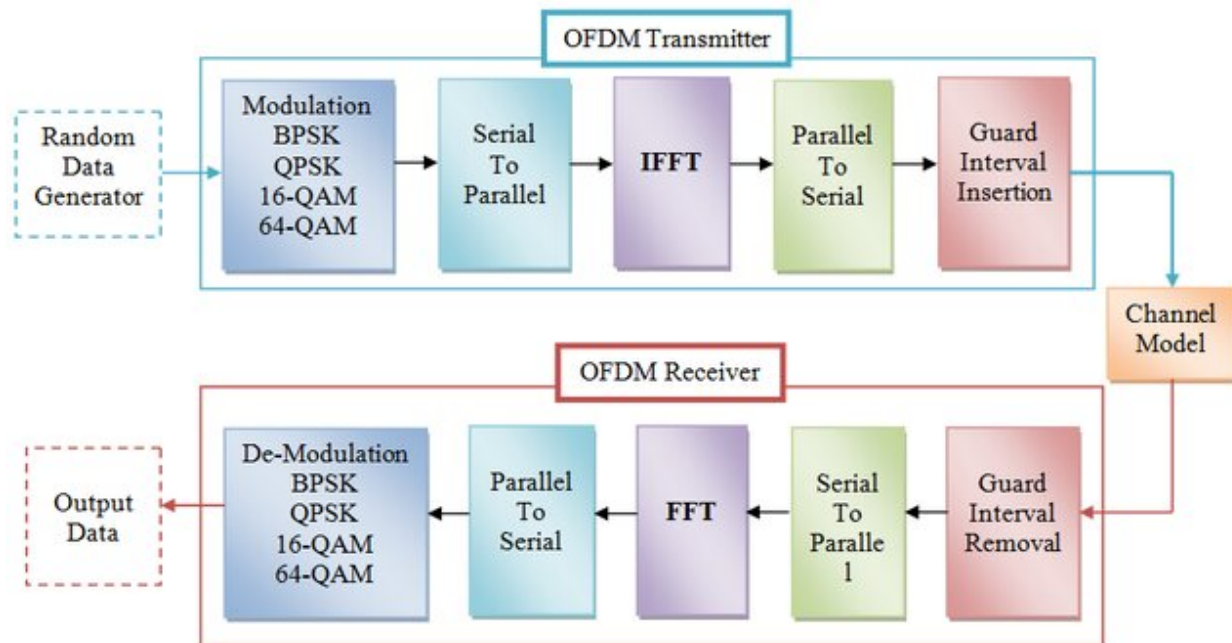 OFDM Transmitter
Random
Data
Generator
Modulation
BPSK
QPSK
16-QAM
64-QAM
Serial
To
Parallel
IFFT
Parallel
To
Serial
Guard
Interval
Insertion
Channel
Model
OFDM Receiver
Output
Data
De-Modulation
BPSK
QPSK
16-QAM
64-QAM
Parallel
To
Serial
FFT
Serial
To
Paralle
l
Guard
Interval
Removal